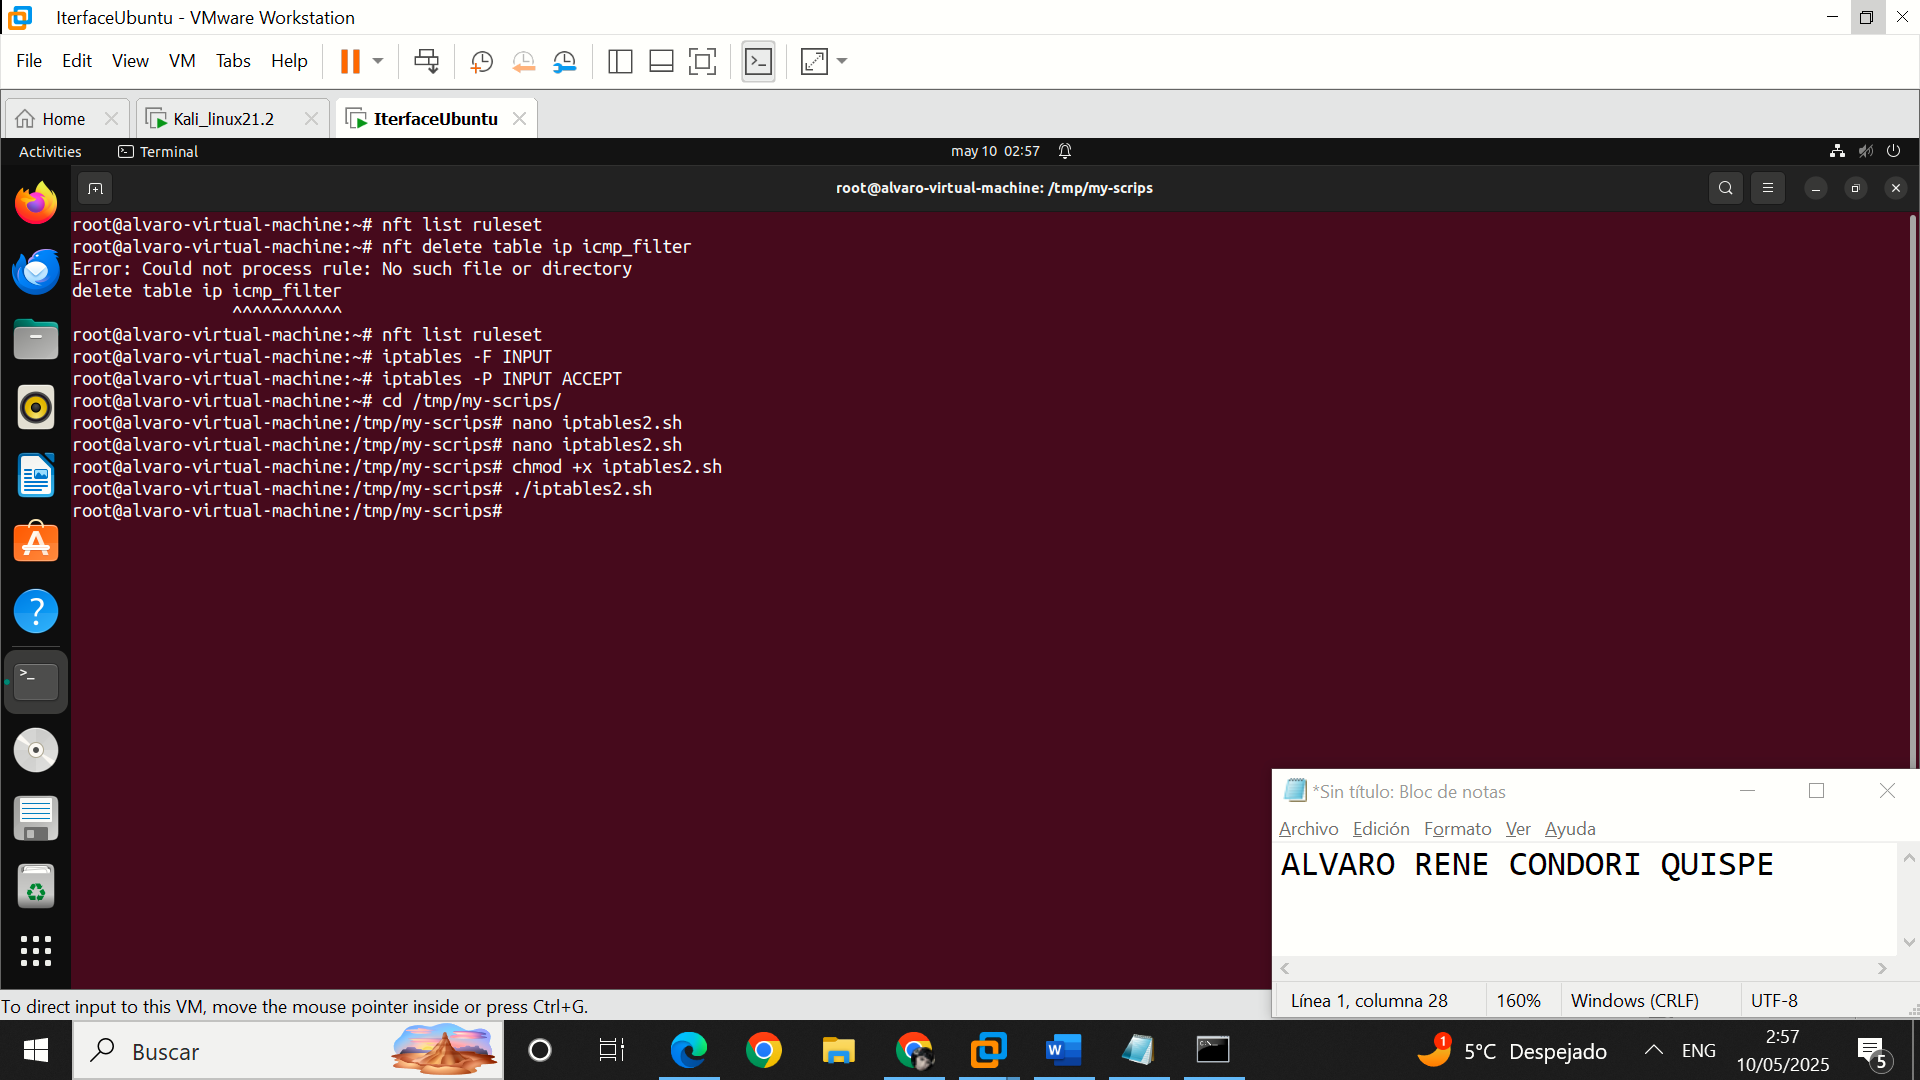 IterfaceUbuntu - VMware Workstation
File Edit View VM Tabs Help
Home Kali_linux21.2 IterfaceUbuntu
Activities Terminal may 10 02:57
root@alvaro-virtual-machine: /tmp/my-scrips
root@alvaro-virtual-machine:~# nft list ruleset
root@alvaro-virtual-machine:~# nft delete table ip icmp_filter
Error: Could not process rule: No such file or directory
delete table ip icmp_filter
^^^^^^^^^^^
root@alvaro-virtual-machine:~# nft list ruleset
root@alvaro-virtual-machine:~# iptables -F INPUT
root@alvaro-virtual-machine:~# iptables -P INPUT ACCEPT
root@alvaro-virtual-machine:~# cd /tmp/my-scrips/
root@alvaro-virtual-machine:/tmp/my-scrips# nano iptables2.sh
root@alvaro-virtual-machine:/tmp/my-scrips# nano iptables2.sh
root@alvaro-virtual-machine:/tmp/my-scrips# chmod +x iptables2.sh
root@alvaro-virtual-machine:/tmp/my-scrips# ./iptables2.sh
root@alvaro-virtual-machine:/tmp/my-scrips#
*Sin título: Bloc de notas
Archivo Edición Formato Ver Ayuda
ALVARO RENE CONDORI QUISPE
Línea 1, columna 28 160% Windows (CRLF) UTF-8
To direct input to this VM, move the mouse pointer inside or press Ctrl+G.
Buscar
1 5°C Despejado ENG 2:57
10/05/2025
5